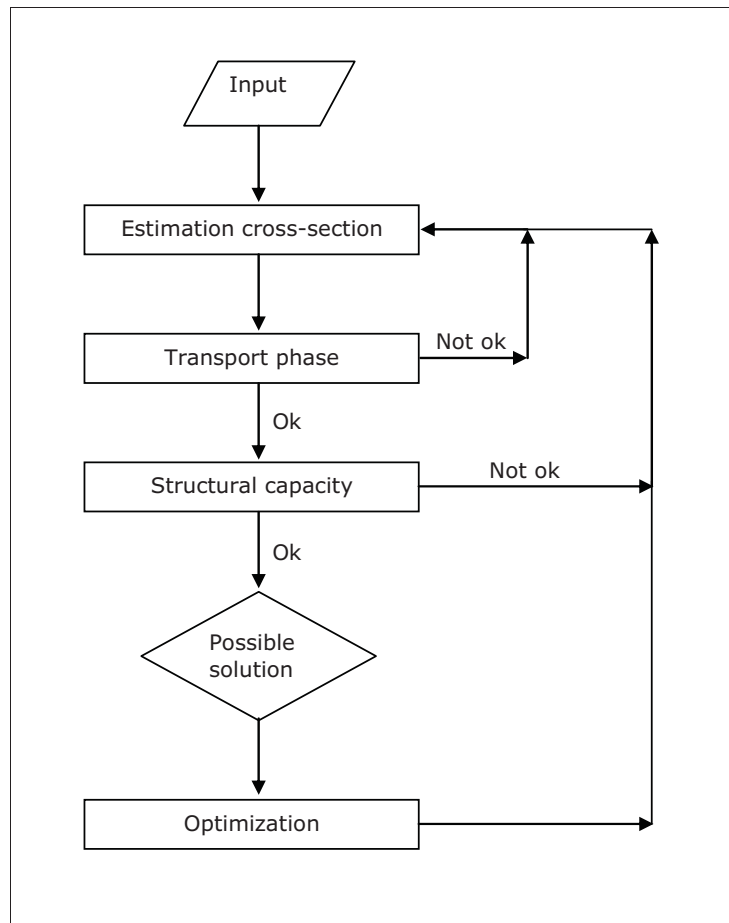 Input
Estimation cross-section
Not ok
Transport phase
Ok
Not ok
Structural capacity
Ok
Possible
solution
Optimization